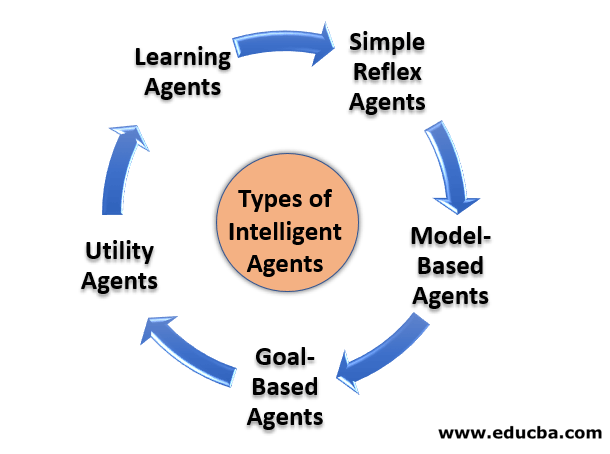 Learning
Agents
Simple
Reflex
Agents
Types of
Intelligent
Agents
Model-
Based
Agents
Utility
Agents
Goal-
Based
Agents
www.educba.com